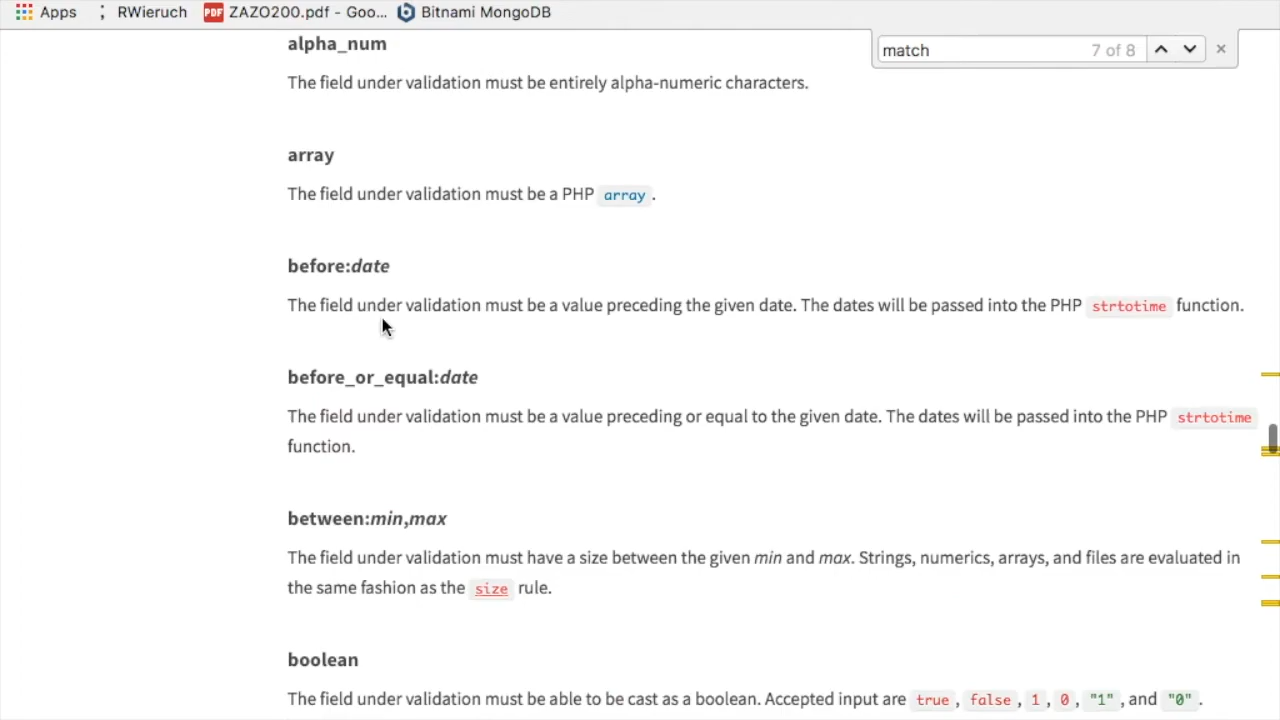 Apps ; RWieruch PDF ZAZO200.pdf - Goo... Bitnami MongoDB
match 7 of 8
alpha_num
The field under validation must be entirely alpha-numeric characters.
array
The field under validation must be a PHP array.
before:date
The field under validation must be a value preceding the given date. The dates will be passed into the PHP strtotime function.
before_or_equal:date
The field under validation must be a value preceding or equal to the given date. The dates will be passed into the PHP strtotime
function.
between:min,max
The field under validation must have a size between the given min and max. Strings, numerics, arrays, and files are evaluated in
the same fashion as the size rule.
boolean
The field under validation must be able to be cast as a boolean. Accepted input are true, false, 1, 0, "1", and "0".